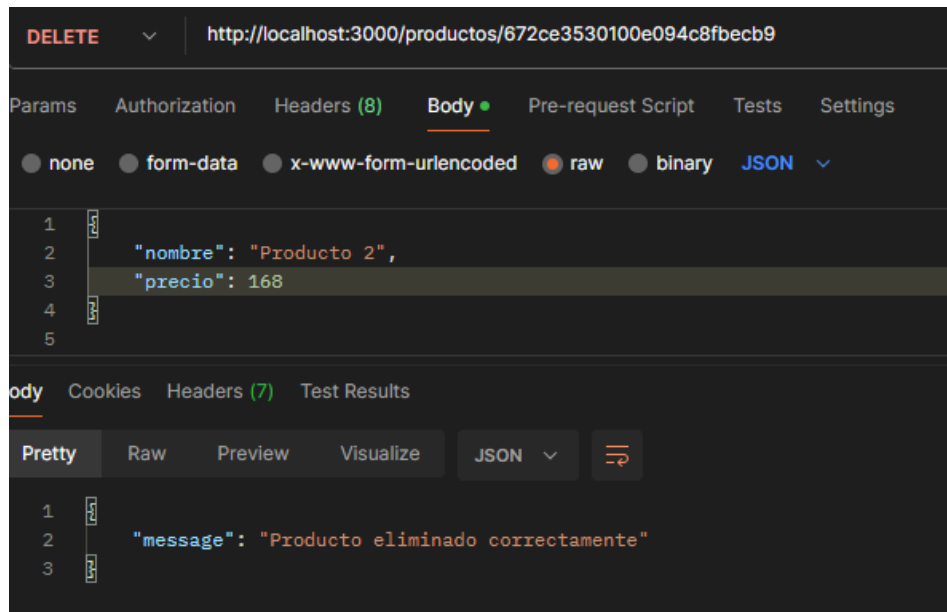 DELETE http://localhost:3000/productos/672ce3530100e094c8fbecb9
Params Authorization Headers (8) Body Pre-request Script Tests Settings
none form-data x-www-form-urlencoded raw binary JSON
1 {
2 "nombre": "Producto 2",
3 "precio": 168
4 }
5
ody Cookies Headers (7) Test Results
Pretty Raw Preview Visualize JSON
1 {
2 "message": "Producto eliminado correctamente"
3 }